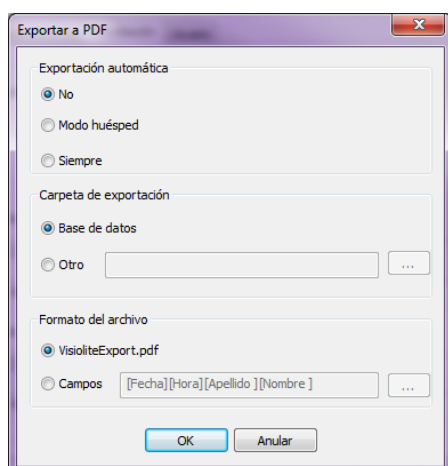 Exportar a PDF
Exportación automática
No
Modo huésped
Siempre
Carpeta de exportación
Base de datos
Otro ...
Formato del archivo
VisioliteExport.pdf
Campos [Fecha][Hora][Apellido ][Nombre ] ...
OK Anular